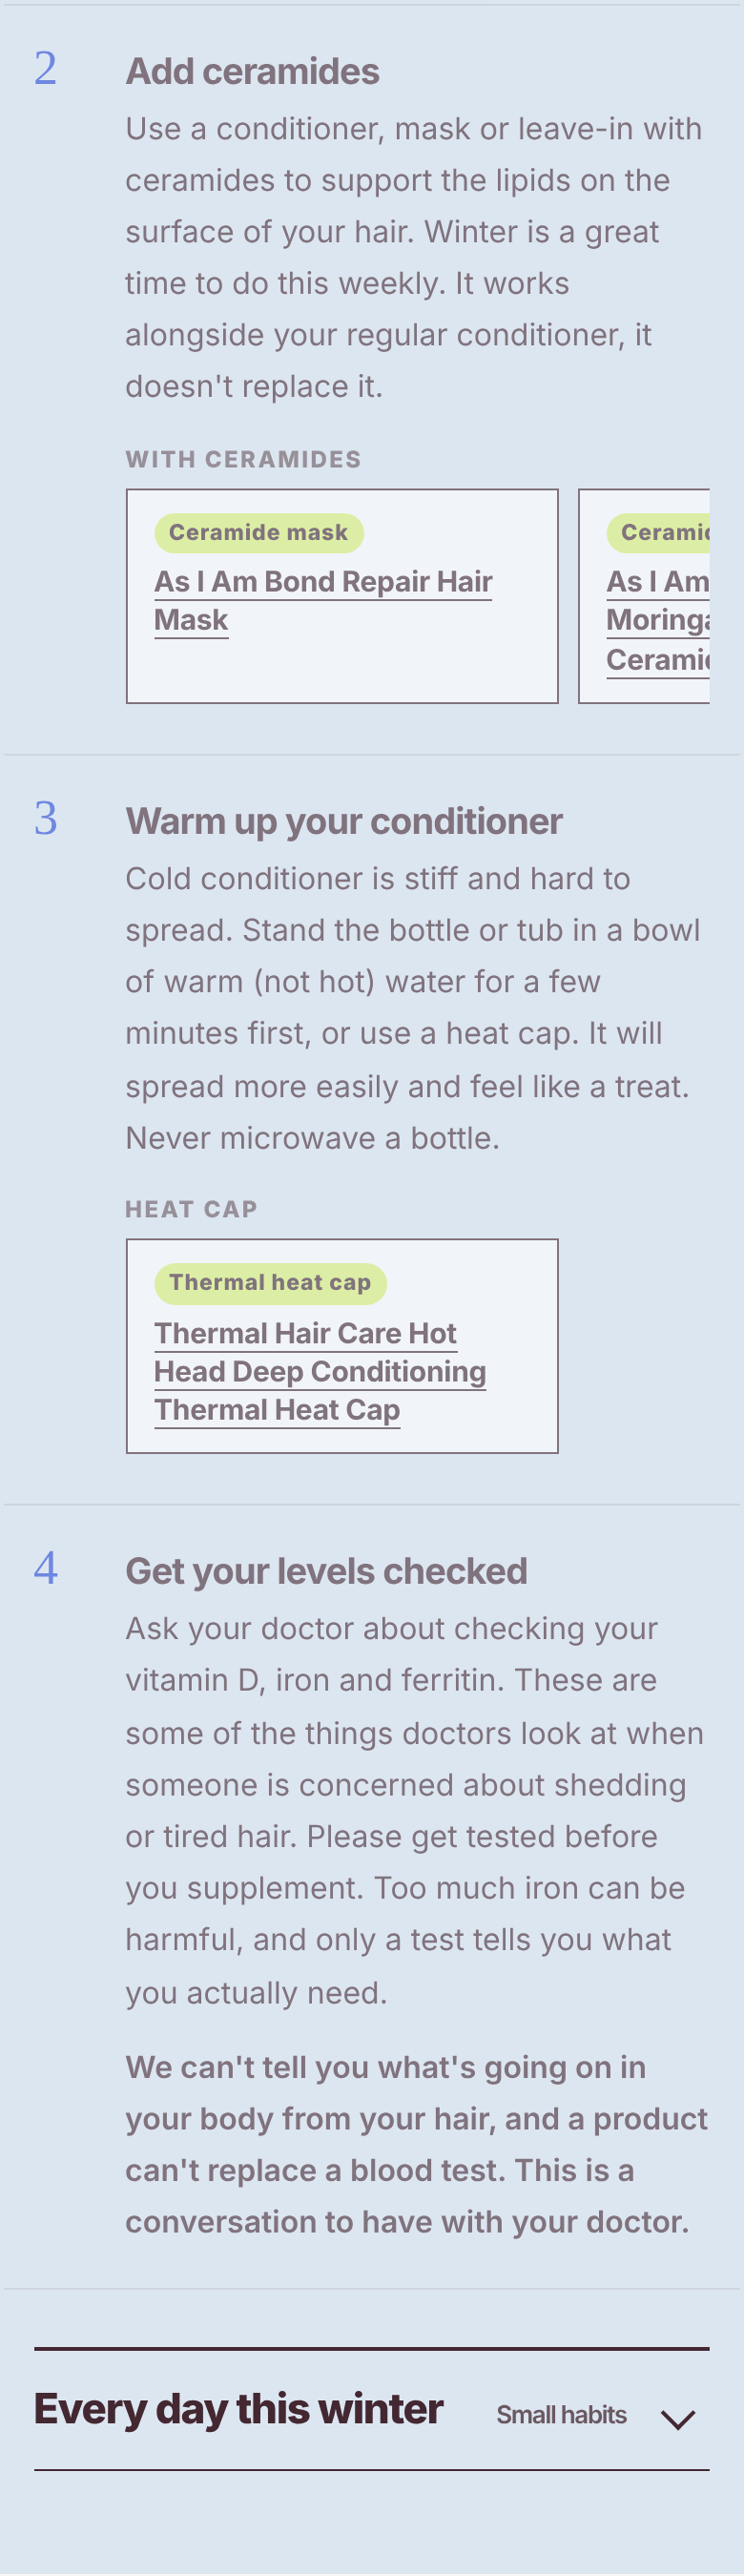 2
Add ceramides
Use a conditioner, mask or leave-in with
ceramides to support the lipids on the
surface of your hair. Winter is a great
time to do this weekly. It works
alongside your regular conditioner, it
doesn't replace it.
WITH CERAMIDES
Ceramide mask
As I Am Bond Repair Hair
Mask
As I Am
3
Warm up your conditioner
Cold conditioner is stiff and hard to
spread. Stand the bottle or tub in a bowl
of warm (not hot) water for a few
minutes first, or use a heat cap. It will
spread more easily and feel like a treat.
Never microwave a bottle.
HEAT CAP
Thermal heat cap
Thermal Hair Care Hot
Head Deep Conditioning
Thermal Heat Cap
4
Get your levels checked
Ask your doctor about checking your
vitamin D, iron and ferritin. These are
some of the things doctors look at when
someone is concerned about shedding
or tired hair. Please get tested before
you supplement. Too much iron can be
harmful, and only a test tells you what
you actually need.
We can't tell you what's going on in
your body from your hair, and a product
can't replace a blood test. This is a
conversation to have with your doctor.
Every day this winter
Small habits